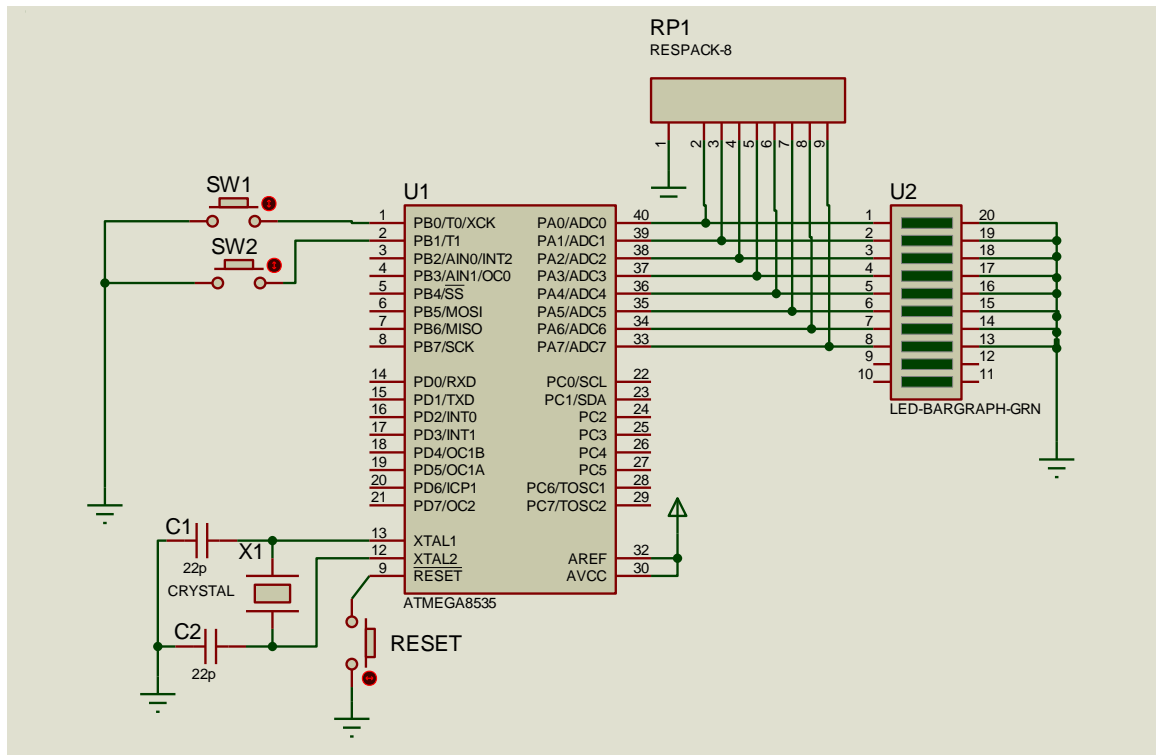 RP1
RESPACK-8
1
2
3
4
5
6
7
8
9
SW1
SW2
U1
1 PB0/T0/XCK PA0/ADC0 40
2 PB1/T1 PA1/ADC1 39
3 PB2/AIN0/INT2 PA2/ADC2 38
4 PB3/AIN1/OC0 PA3/ADC3 37
5 PB4/SS PA4/ADC4 36
6 PB5/MOSI PA5/ADC5 35
7 PB6/MISO PA6/ADC6 34
8 PB7/SCK PA7/ADC7 33
14 PD0/RXD PC0/SCL 22
15 PD1/TXD PC1/SDA 23
16 PD2/INT0 PC2 24
17 PD3/INT1 PC3 25
18 PD4/OC1B PC4 26
19 PD5/OC1A PC5 27
20 PD6/ICP1 PC6/TOSC1 28
21 PD7/OC2 PC7/TOSC2 29
13 XTAL1
12 XTAL2 AREF 32
9 RESET AVCC 30
ATMEGA8535
U2
1 20
2 19
3 18
4 17
5 16
6 15
7 14
8 13
9 12
10 11
LED-BARGRAPH-GRN
C1
22p
X1
CRYSTAL
C2
22p
RESET